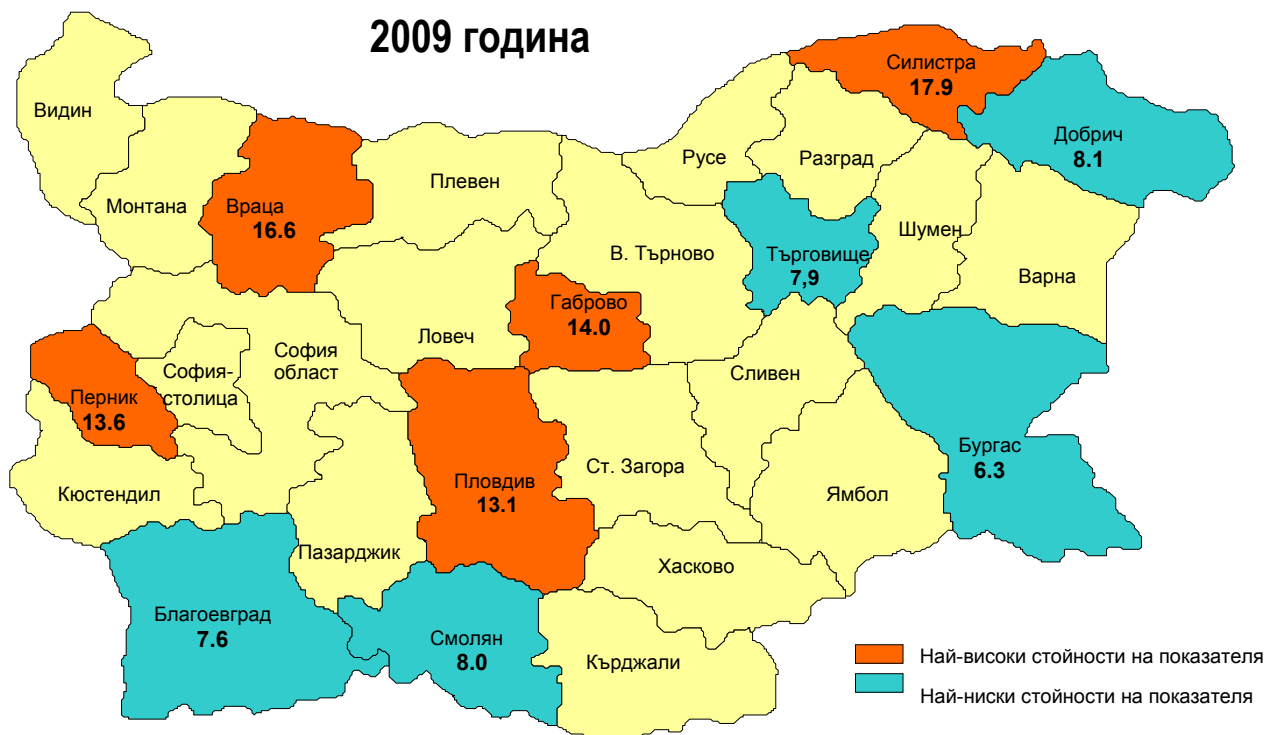 2009 година
Силистра
17.9
Видин
Добрич
8.1
Русе
Разград
Плевен
Монтана
Враца
16.6
Шумен
В. Търново
Търговище
7,9
Варна
Габрово
14.0
Ловеч
София
област
София-
столица
Сливен
Перник
13.6
Бургас
6.3
Ст. Загора
Пловдив
13.1
Кюстендил
Ямбол
Пазарджик
Хасково
Благоевград
7.6
Смолян
8.0
Кърджали
Най-високи стойности на показателя
Най-ниски стойности на показателя